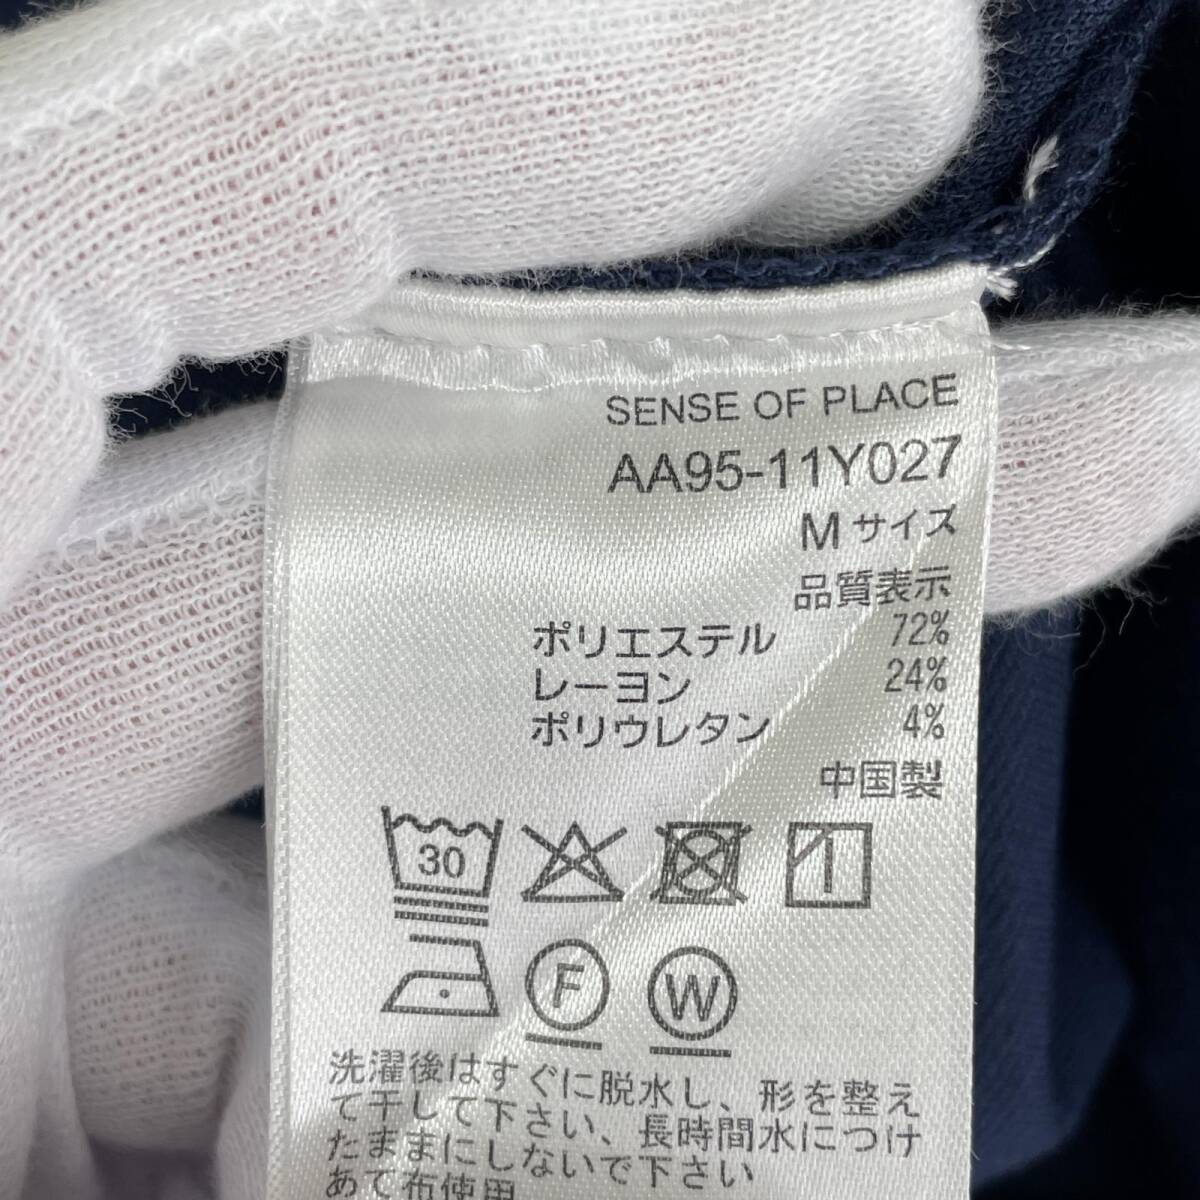 SENSE OF PLACE
AA95-11Y027
M サイズ
品質表示
ポリエステル 72%
レーヨン 24%
ポリウレタン 4%
中国製
30
F W
洗濯後はすぐに脱水し、形を整え
て干して下さい、長時間水につけ
たままにしないで下さい
あて布使用